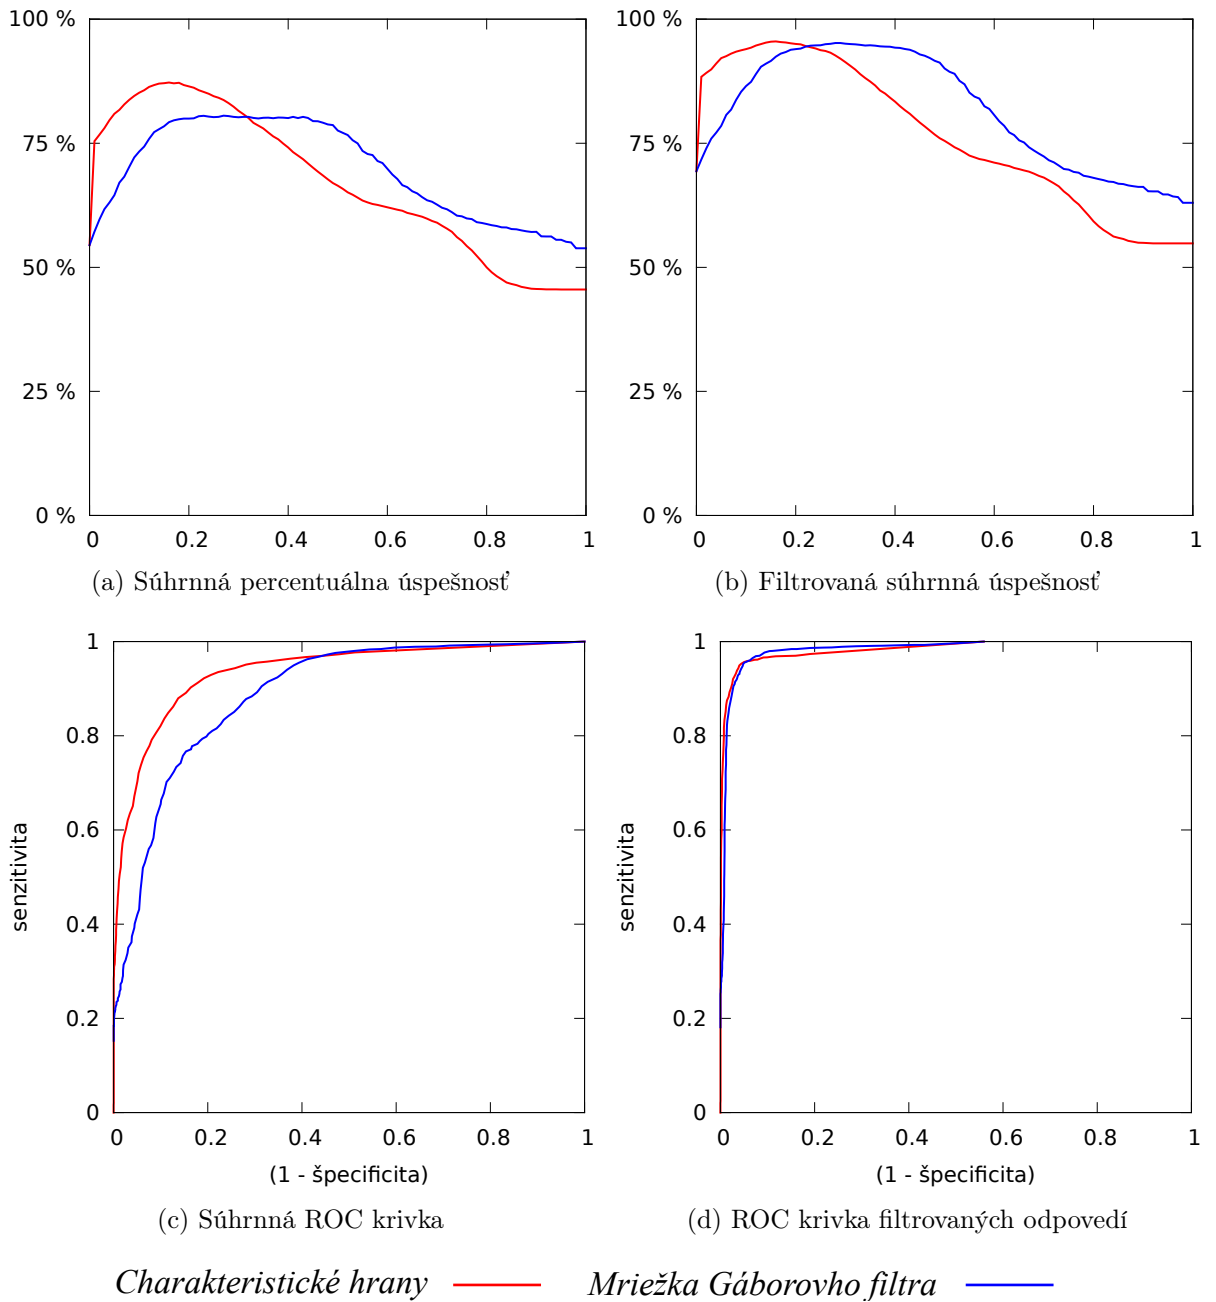 100 %
75 %
50 %
25 %
0 %
0 0.2 0.4 0.6 0.8 1
(a) Súhrnná percentuálna úspešnosť
100 %
75 %
50 %
25 %
0 %
0 0.2 0.4 0.6 0.8 1
(b) Filtrovaná súhrnná úspešnosť
senzitivita
1
0.8
0.6
0.4
0.2
0
0 0.2 0.4 0.6 0.8 1
(1 - špecificita)
(c) Súhrnná ROC krivka
senzitivita
1
0.8
0.6
0.4
0.2
0
0 0.2 0.4 0.6 0.8 1
(1 - špecificita)
(d) ROC krivka filtrovaných odpovedí
Charakteristické hrany
Mriežka Gáborovho filtra